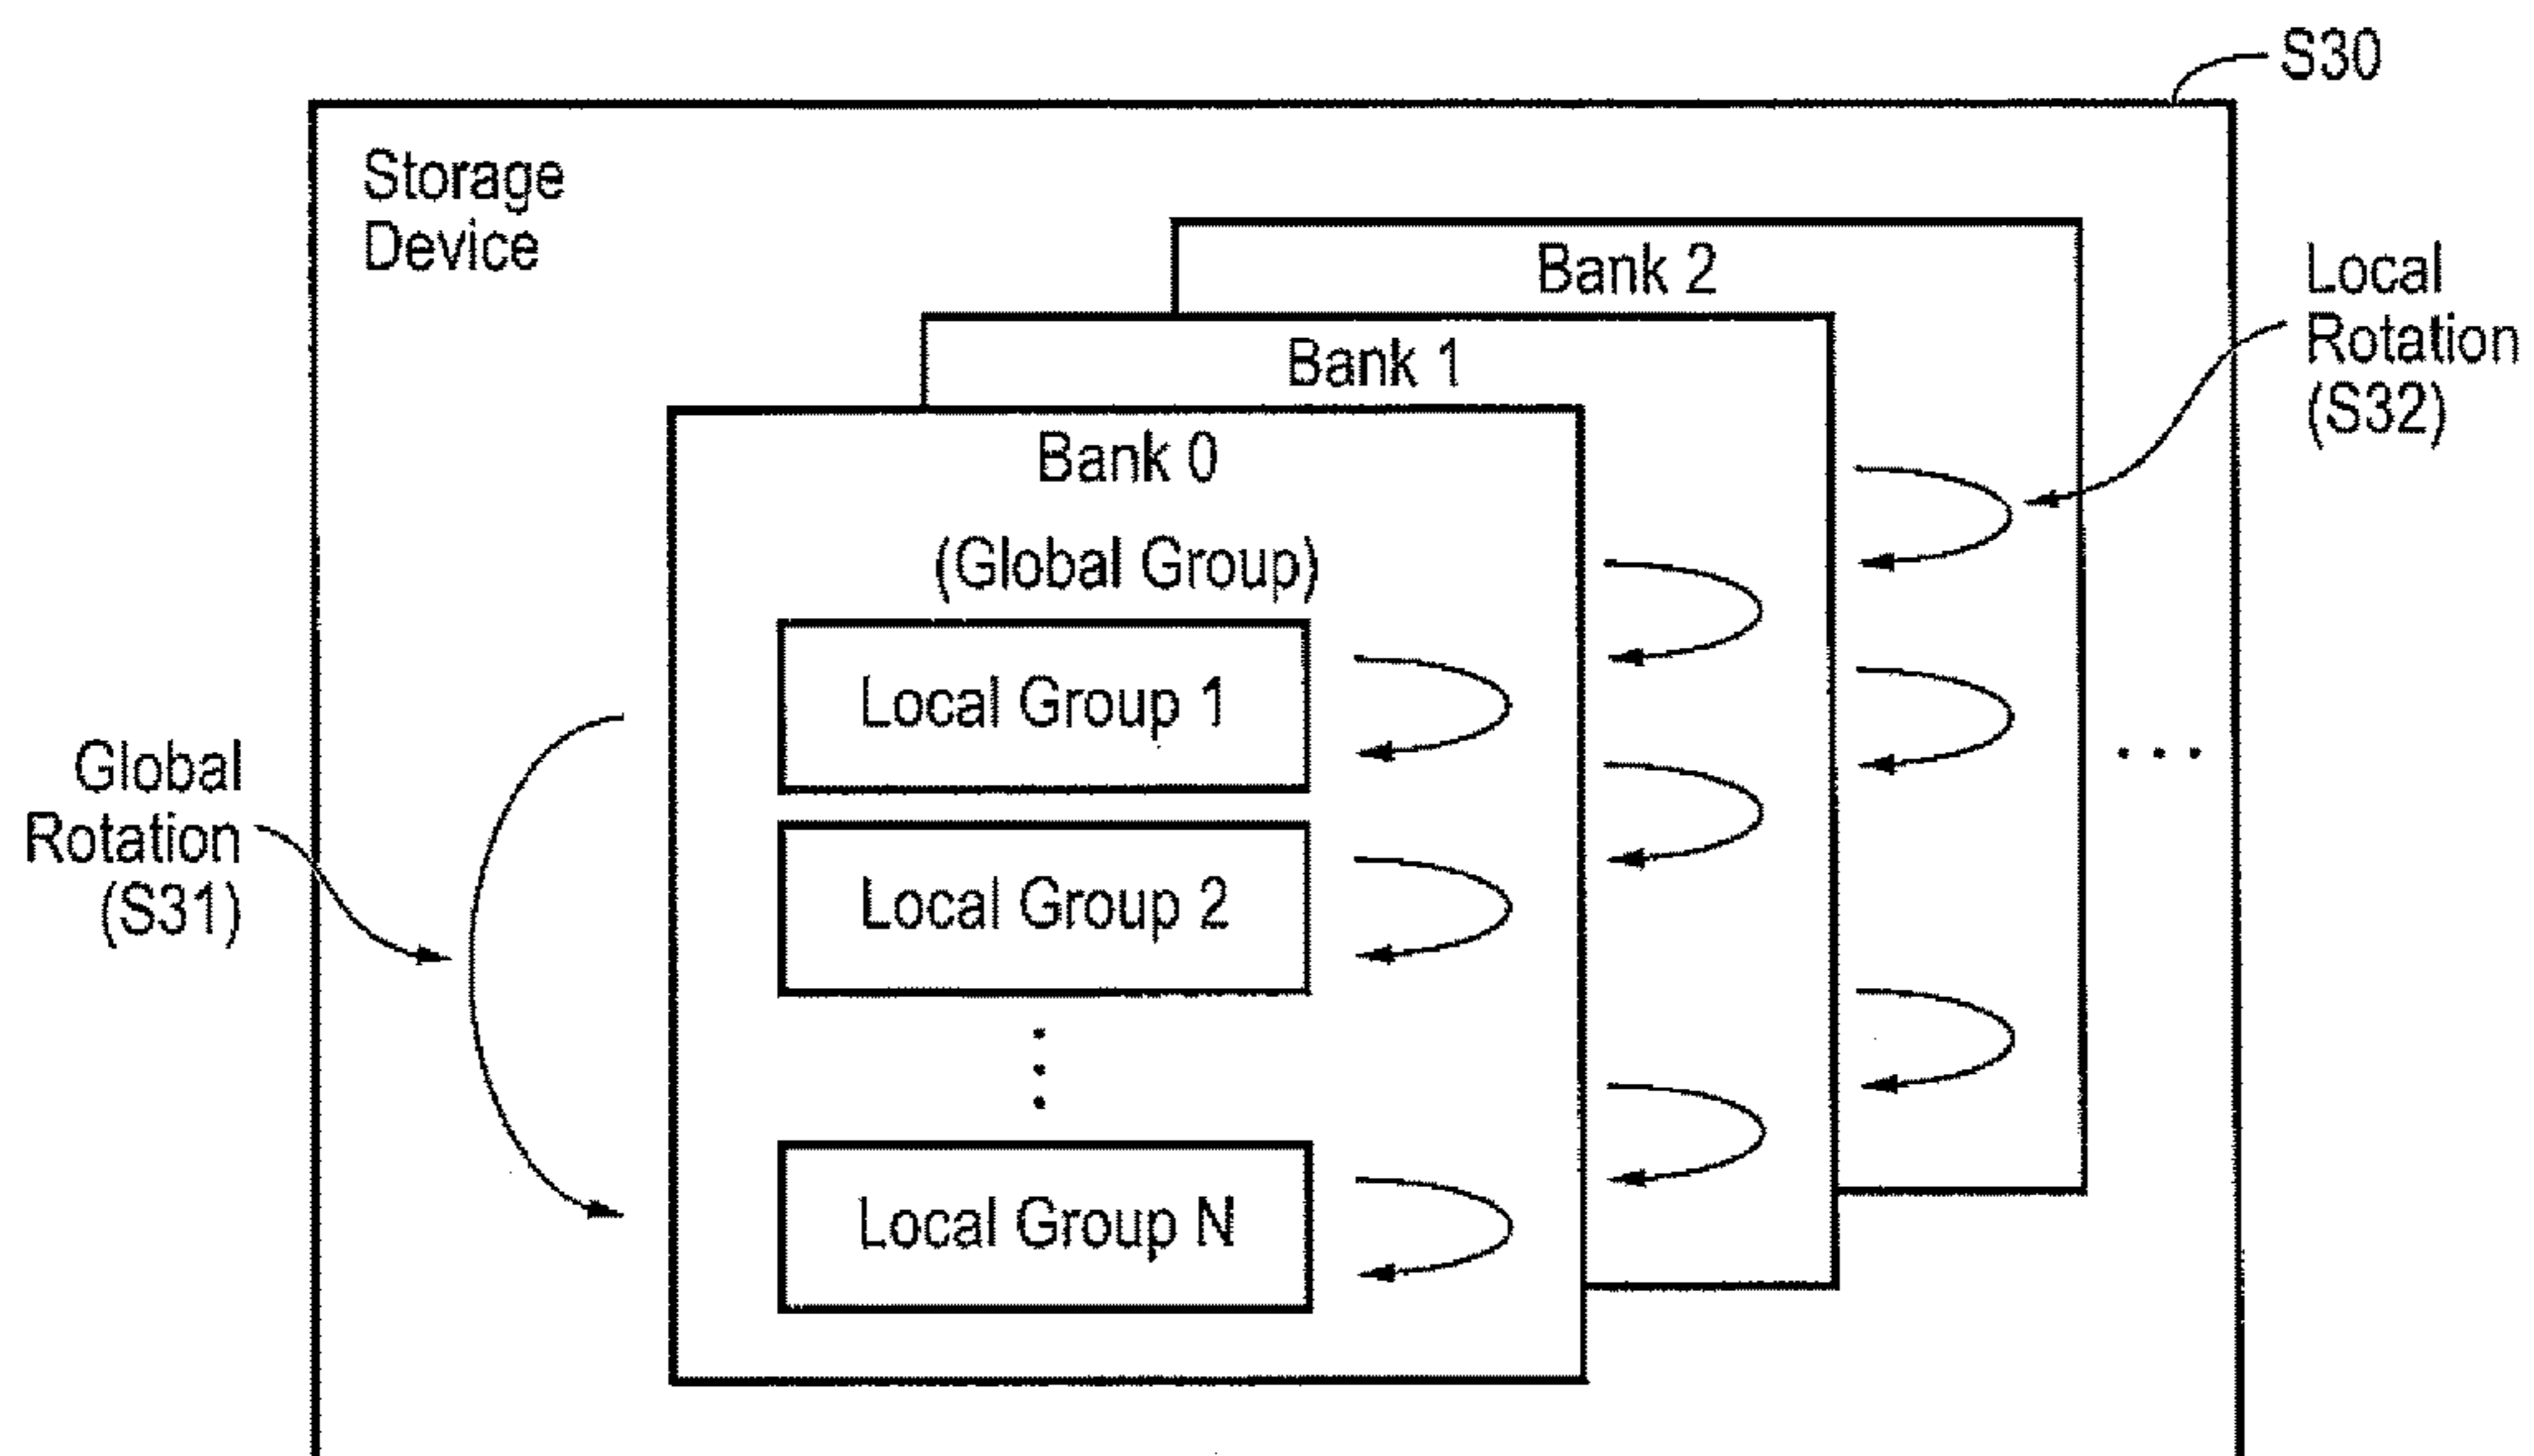 S30
Storage
Device
Bank 2
Local
Rotation
(S32)
Bank 1
Bank 0
(Global Group)
Local Group 1
Global
Rotation
(S31)
Local Group 2
Local Group N